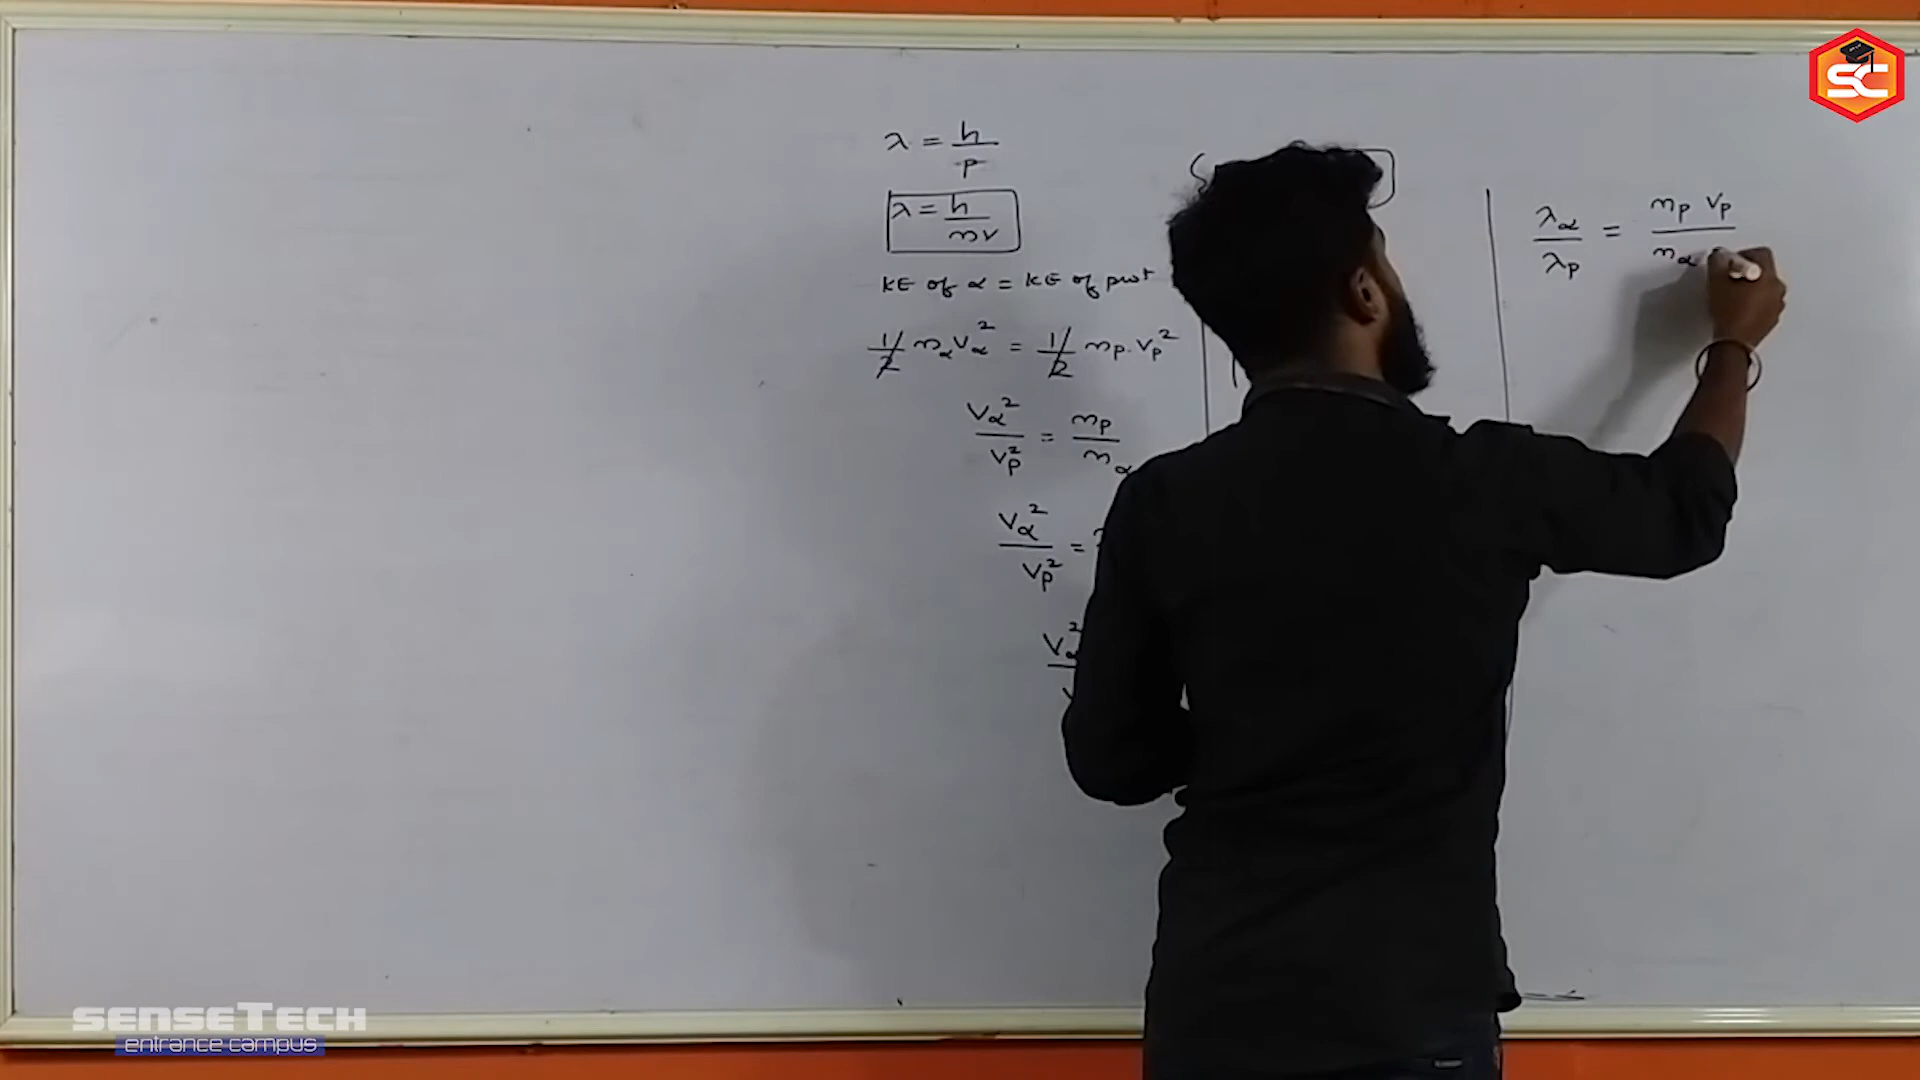 λ = h/p
λ = h/mv
KE of α = KE of prot
1/2 mα vα² = 1/2 mp · vp²
vα²/vp² = mp/mα
vα²/vp² =
λα/λp = mp vp/mα
SC
senseTech
entrance campus